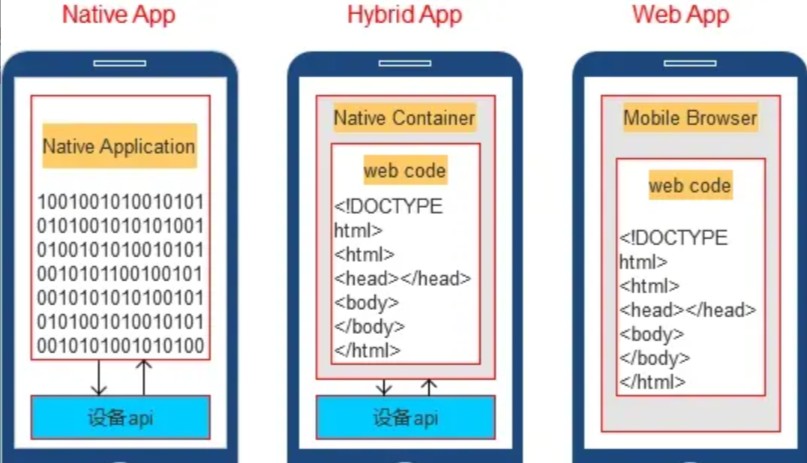 Native App
Native Application
1001001010010101
0101001010101001
0100101010010101
0010101100100101
0010101010100101
0101001010010101
0010101001010100
设备api
Hybrid App
Native Container
web code
<!DOCTYPE
html>
<html>
<head></head>
<body>
</body>
</html>
设备api
Web App
Mobile Browser
web code
<!DOCTYPE
html>
<html>
<head></head>
<body>
</body>
</html>